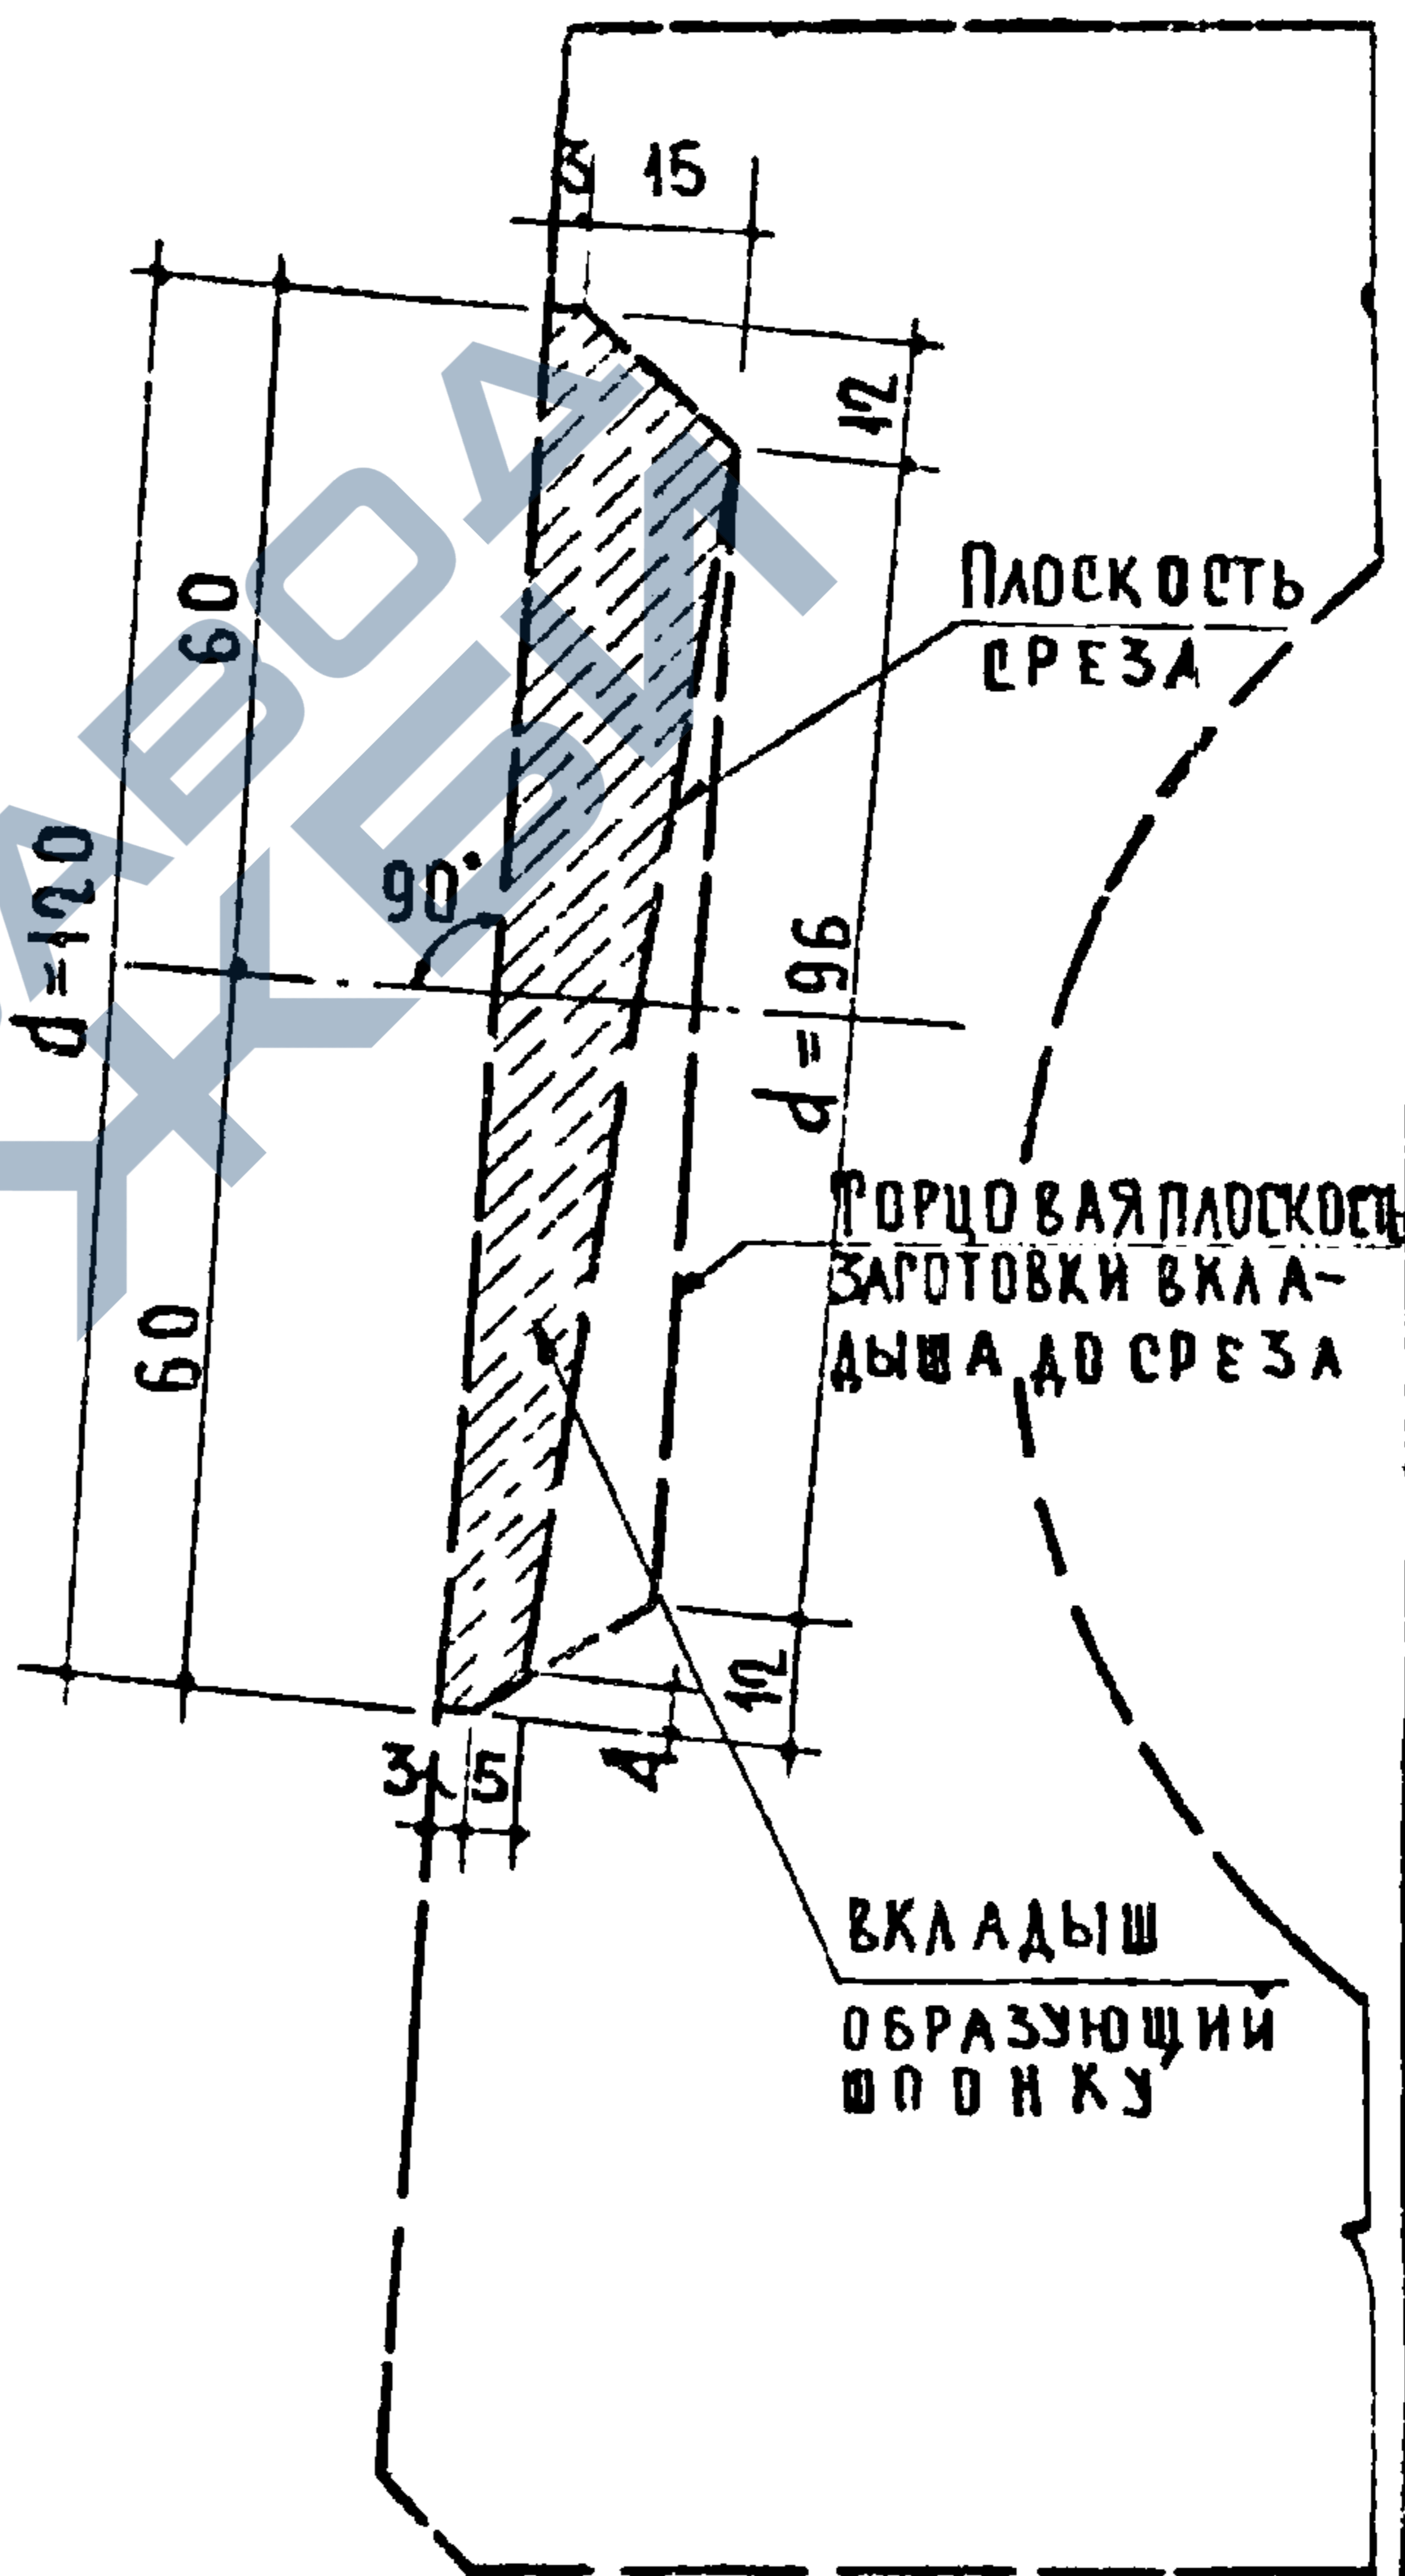 3 15
12
60
ПЛОСКОСТЬ
СРЕЗА
d=120
90°
d=96
ТОРЦОВАЯ ПЛОСКОСТЬ
ЗАГОТОВКИ ВКЛА-
ДЫША ДО СРЕЗА
60
12
4
3 5
ВКЛАДЫШ
ОБРАЗУЮЩИЙ
ШПОНКУ